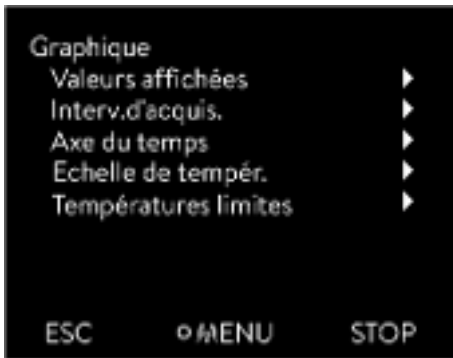 Graphique
Valeurs affichées
Interv.d'acquis.
Axe du temps
Echelle de tempér.
Températures limites
ESC MENU STOP